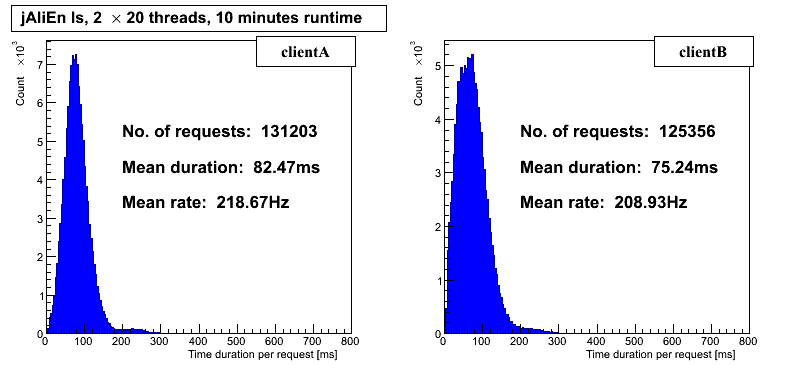 jAliEn ls, 2 × 20 threads, 10 minutes runtime
clientA
Count ×10³
7
6
5
4
3
2
1
0
No. of requests: 131203
Mean duration: 82.47ms
Mean rate: 218.67Hz
0 100 200 300 400 500 600 700 800
Time duration per request [ms]
clientB
Count ×10³
5
4
3
2
1
0
No. of requests: 125356
Mean duration: 75.24ms
Mean rate: 208.93Hz
0 100 200 300 400 500 600 700 800
Time duration per request [ms]